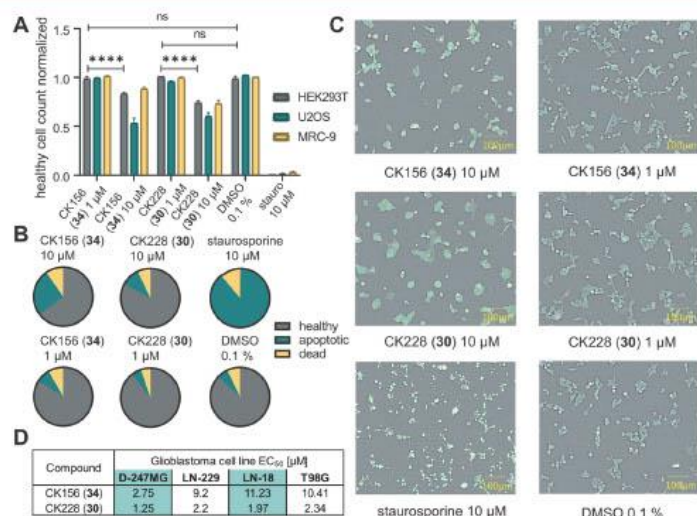 A
ns
ns
****
****
healthy cell count normalized
1.0
0.5
0.0
HEK293T
U2OS
MRC-9
CK156
(34) 1 µM
CK156
(34) 10 µM
CK228
(30) 1 µM
CK228
(30) 10 µM
DMSO
0.1 %
stauro
10 µM
B
CK156 (34)
10 µM
CK228 (30)
10 µM
staurosporine
10 µM
healthy
apoptotic
dead
CK156 (34)
1 µM
CK228 (30)
1 µM
DMSO
0.1 %
C
100µm
100µm
CK156 (34) 10 µM
CK156 (34) 1 µM
100µm
100µm
CK228 (30) 10 µM
CK228 (30) 1 µM
100µm
100µm
staurosporine 10 µM
DMSO 0.1 %
D
Compound
Glioblastoma cell line EC50 [µM]
D-247MG LN-229 LN-18 T98G
CK156 (34) 2.75 9.2 11.23 10.41
CK228 (30) 1.25 2.2 1.97 2.34